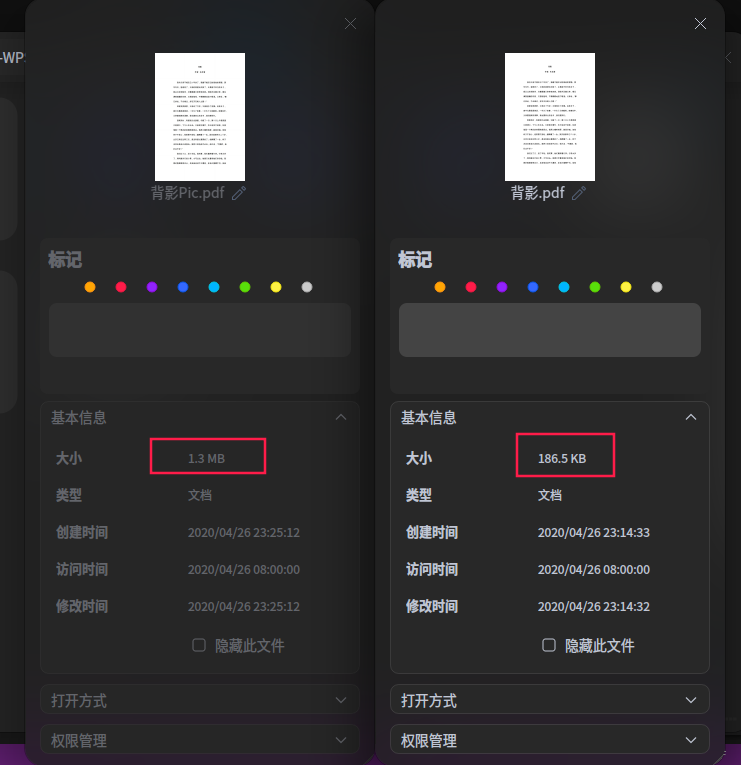 -WPS
背影Pic.pdf
标记
基本信息
大小 1.3 MB
类型 文档
创建时间 2020/04/26 23:25:12
访问时间 2020/04/26 08:00:00
修改时间 2020/04/26 23:25:12
隐藏此文件
打开方式
权限管理
背影.pdf
标记
基本信息
大小 186.5 KB
类型 文档
创建时间 2020/04/26 23:14:33
访问时间 2020/04/26 08:00:00
修改时间 2020/04/26 23:14:32
隐藏此文件
打开方式
权限管理